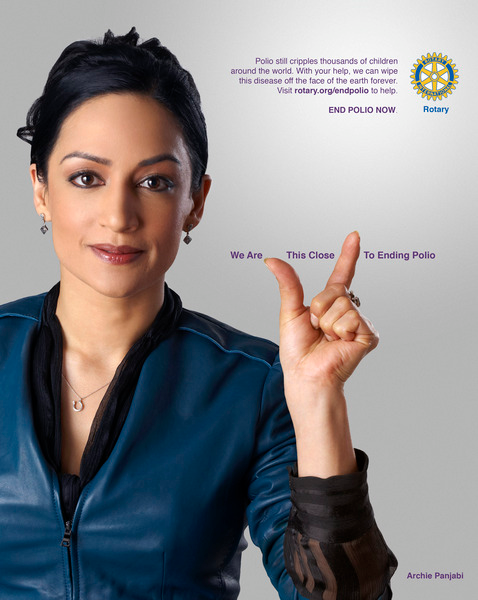 Polio still cripples thousands of children
around the world. With your help, we can wipe
this disease off the face of the earth forever.
Visit rotary.org/endpolio to help.
END POLIO NOW.
ROTARY
INTERNATIONAL
Rotary
We Are This Close To Ending Polio
Archie Panjabi